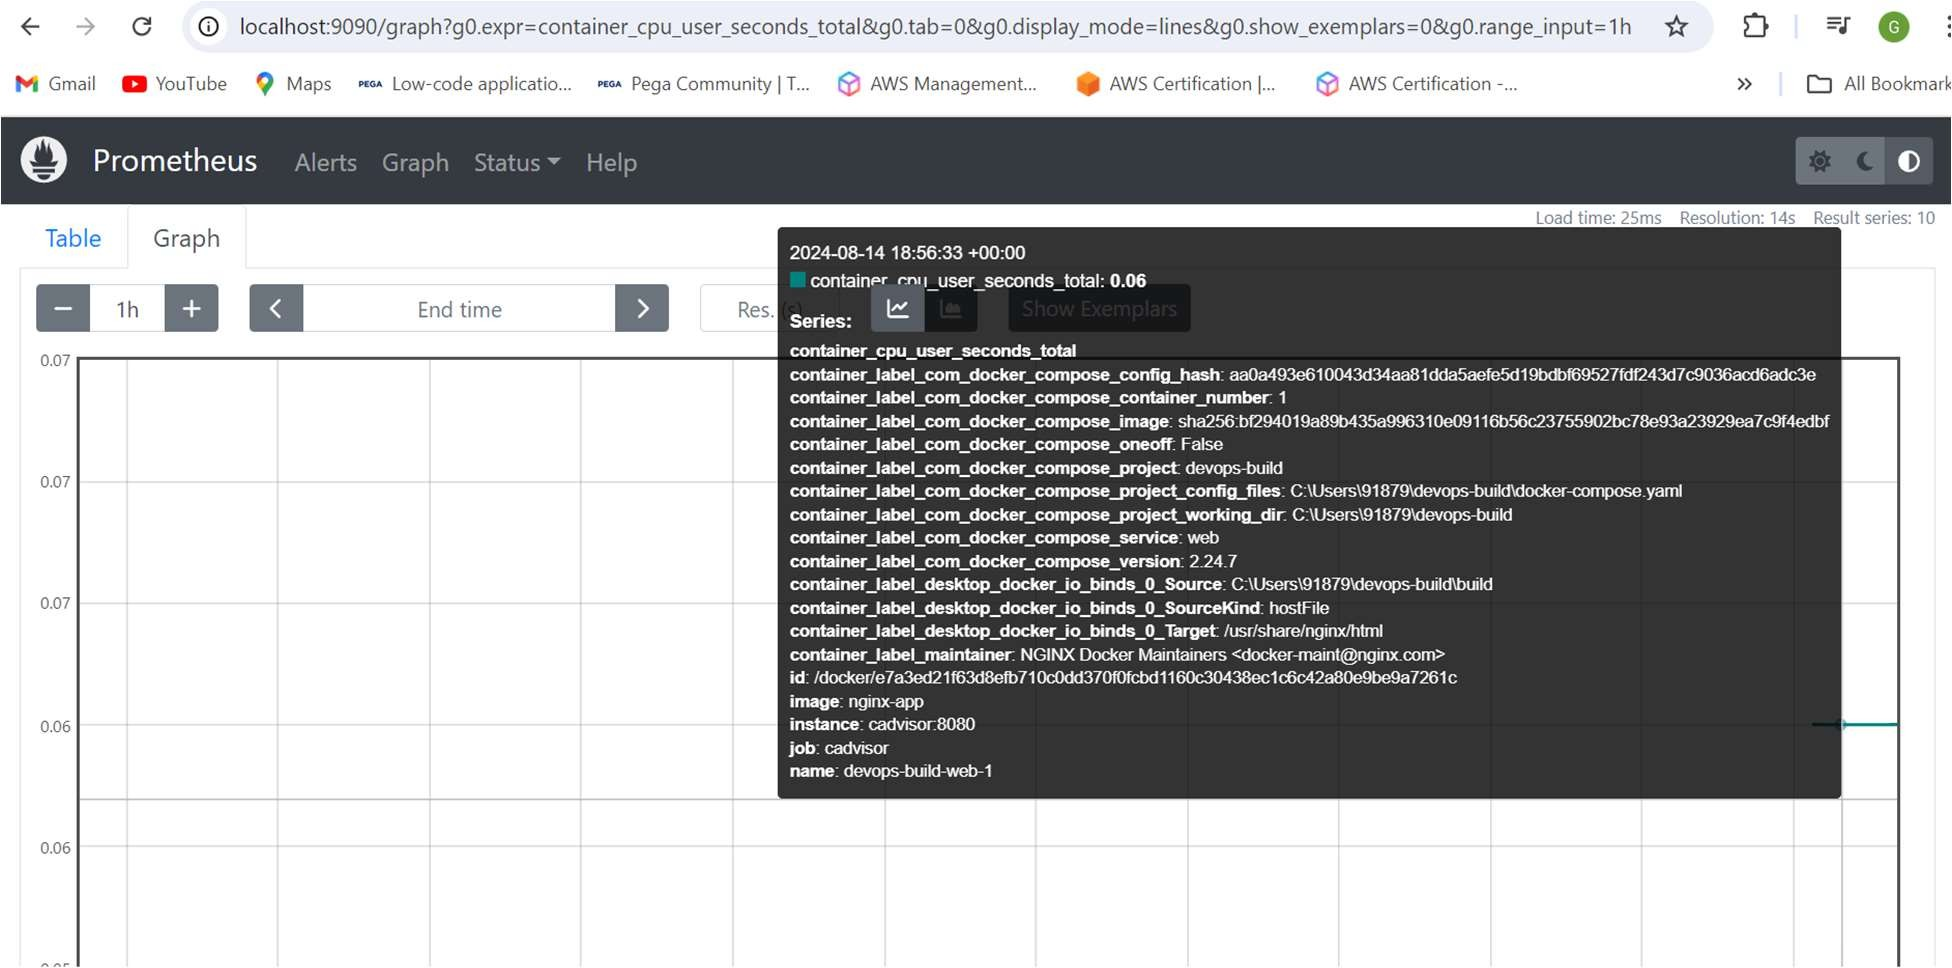 localhost:9090/graph?g0.expr=container_cpu_user_seconds_total&g0.tab=0&g0.display_mode=lines&g0.show_exemplars=0&g0.range_input=1h
G
Gmail YouTube Maps PEGA Low-code applicatio... PEGA Pega Community | T... AWS Management... AWS Certification |... AWS Certification -... » All Bookmark
Prometheus Alerts Graph Status Help
Load time: 25ms Resolution: 14s Result series: 10
Table Graph
1h End time Res. (s) Show Exemplars
2024-08-14 18:56:33 +00:00
container_cpu_user_seconds_total: 0.06
Series:
container_cpu_user_seconds_total
container_label_com_docker_compose_config_hash: aa0a493e610043d34aa81dda5aefe5d19bdbf69527fdf243d7c9036acd6adc3e
container_label_com_docker_compose_container_number: 1
container_label_com_docker_compose_image: sha256:bf294019a89b435a996310e09116b56c23755902bc78e93a23929ea7c9f4edbf
container_label_com_docker_compose_oneoff: False
container_label_com_docker_compose_project: devops-build
container_label_com_docker_compose_project_config_files: C:\Users\91879\devops-build\docker-compose.yaml
container_label_com_docker_compose_project_working_dir: C:\Users\91879\devops-build
container_label_com_docker_compose_service: web
container_label_com_docker_compose_version: 2.24.7
container_label_desktop_docker_io_binds_0_Source: C:\Users\91879\devops-build\build
container_label_desktop_docker_io_binds_0_SourceKind: hostFile
container_label_desktop_docker_io_binds_0_Target: /usr/share/nginx/html
container_label_maintainer: NGINX Docker Maintainers <docker-maint@nginx.com>
id: /docker/e7a3ed21f63d8efb710c0dd370f0fcbd1160c30438ec1c6c42a80e9be9a7261c
image: nginx-app
instance: cadvisor:8080
job: cadvisor
name: devops-build-web-1
0.07
0.07
0.07
0.06
0.06